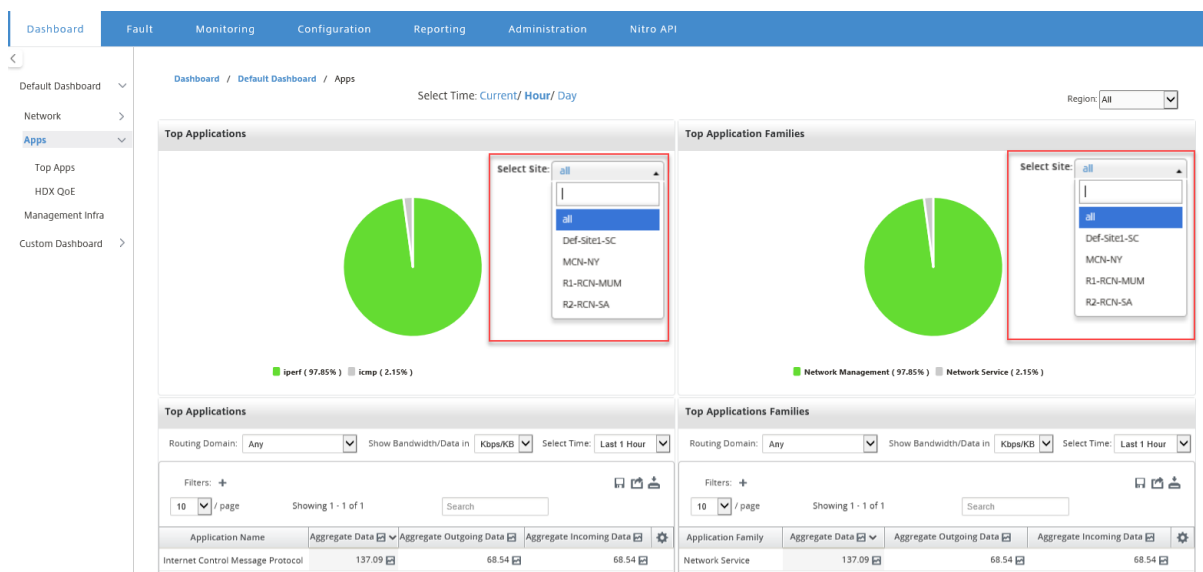 Dashboard Fault Monitoring Configuration Reporting Administration Nitro API
Default Dashboard
Network
Apps
Top Apps
HDX QoE
Management Infra
Custom Dashboard
Dashboard / Default Dashboard / Apps
Select Time: Current/ Hour/ Day
Region: All
Top Applications
Select Site: all
all
Def-Site1-SC
MCN-NY
R1-RCN-MUM
R2-RCN-SA
iperf ( 97.85% ) icmp ( 2.15% )
Top Application Families
Select Site: all
all
Def-Site1-SC
MCN-NY
R1-RCN-MUM
R2-RCN-SA
Network Management ( 97.85% ) Network Service ( 2.15% )
Top Applications
Routing Domain: Any Show Bandwidth/Data in Kbps/KB Select Time: Last 1 Hour
Filters: +
10 / page Showing 1 - 1 of 1 Search
Application Name Aggregate Data Aggregate Outgoing Data Aggregate Incoming Data
Internet Control Message Protocol 137.09 68.54 68.54
Top Applications Families
Routing Domain: Any Show Bandwidth/Data in Kbps/KB Select Time: Last 1 Hour
Filters: +
10 / page Showing 1 - 1 of 1 Search
Application Family Aggregate Data Aggregate Outgoing Data Aggregate Incoming Data
Network Service 137.09 68.54 68.54